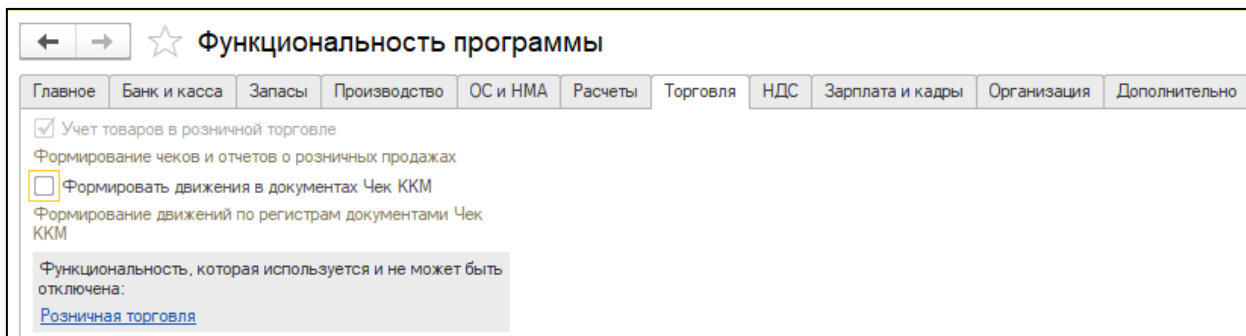 Функциональность программы
Главное Банк и касса Запасы Производство ОС и НМА Расчеты Торговля НДС Зарплата и кадры Организация Дополнительно
Учет товаров в розничной торговле
Формирование чеков и отчетов о розничных продажах
Формировать движения в документах Чек ККМ
Формирование движений по регистрам документами Чек
ККМ
Функциональность, которая используется и не может быть
отключена:
Розничная торговля